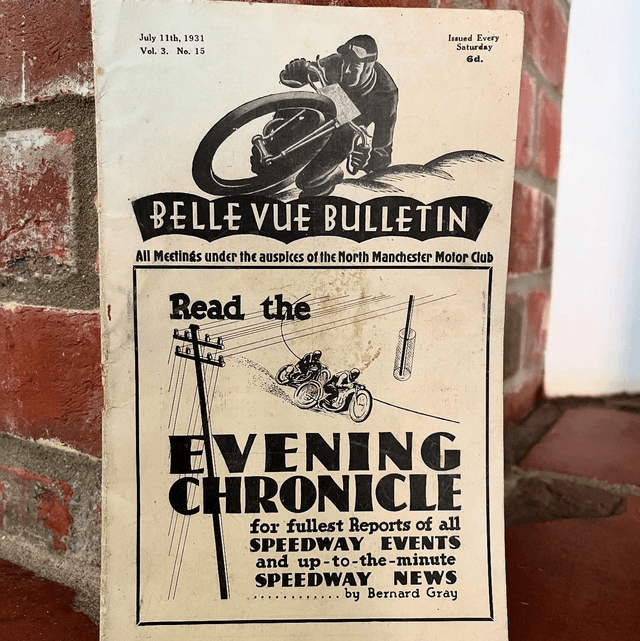 July 11th, 1931
Vol. 3. No. 15
Issued Every
Saturday
6d.
BELLE VUE BULLETIN
All Meetings under the auspices of the North Manchester Motor Club
Read the
EVENING
CHRONICLE
for fullest Reports of all
SPEEDWAY EVENTS
and up-to-the-minute
SPEEDWAY NEWS
............ by Bernard Gray